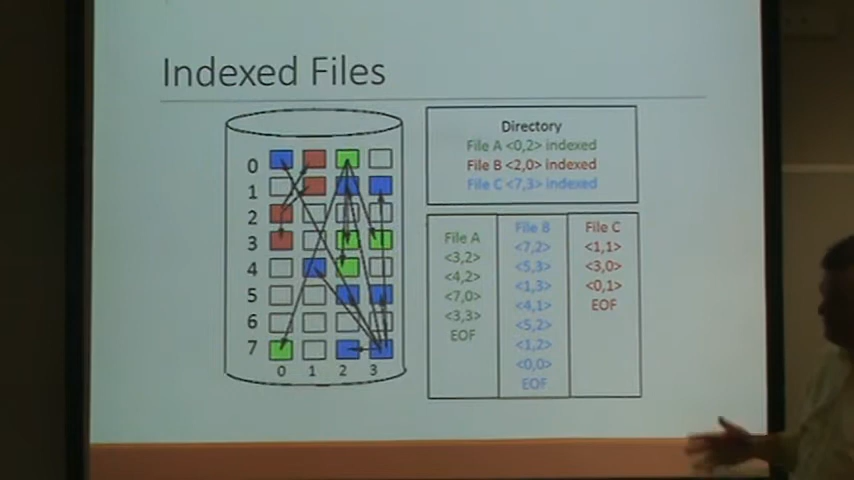 Indexed Files
0
1
2
3
4
5
6
7
0 1 2 3
Directory
File A <0,2> indexed
File B <2,0> indexed
File C <7,3> indexed
File A
<3,2>
<4,2>
<7,0>
<3,3>
EOF
File B
<7,2>
<5,3>
<1,3>
<4,1>
<5,2>
<1,2>
<0,0>
EOF
File C
<1,1>
<3,0>
<0,1>
EOF